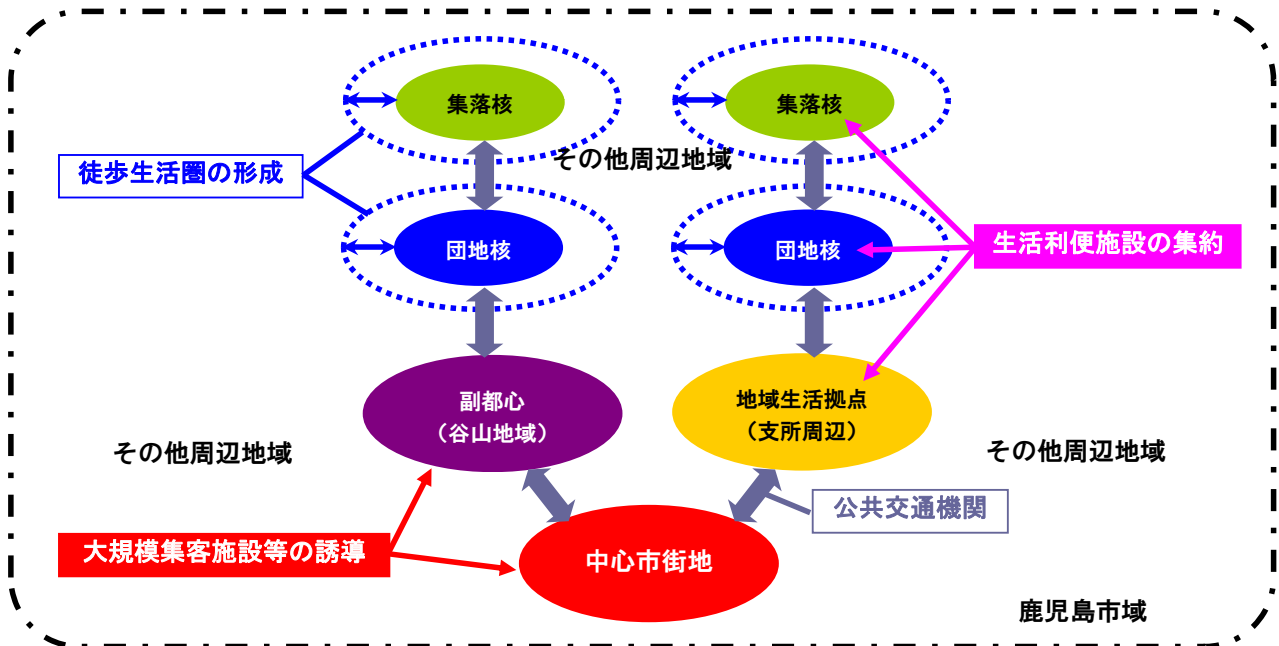 集落核
集落核
その他周辺地域
徒歩生活圏の形成
団地核
団地核
生活利便施設の集約
副都心
（谷山地域）
地域生活拠点
（支所周辺）
その他周辺地域
その他周辺地域
公共交通機関
大規模集客施設等の誘導
中心市街地
鹿児島市域